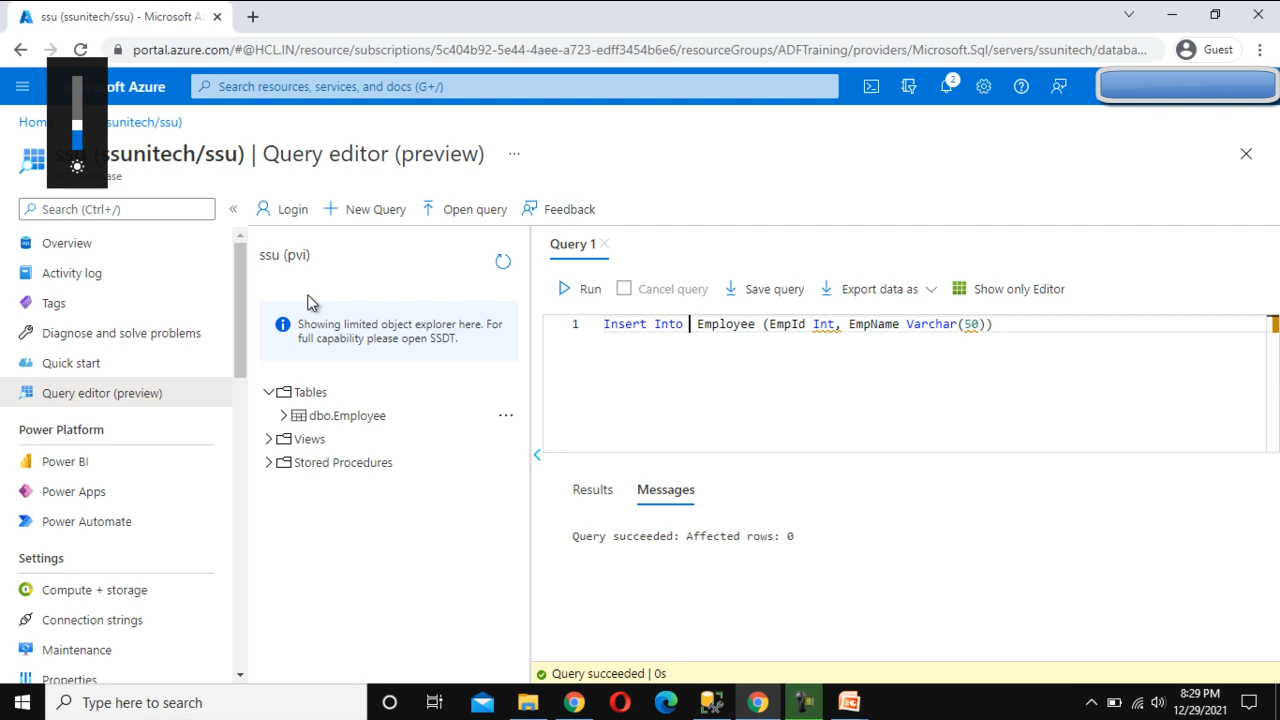 ssu (ssunitech/ssu) - Microsoft A
portal.azure.com/#@HCL.IN/resource/subscriptions/5c404b92-5e44-4aee-a723-edff3454b6e6/resourceGroups/ADFTraining/providers/Microsoft.Sql/servers/ssunitech/databa...
Guest
oft Azure
Search resources, services, and docs (G+/)
2
Hom
ssunitech/ssu)
(ssunitech/ssu) | Query editor (preview)
...
Search (Ctrl+/)
«
Login
New Query
Open query
Feedback
Overview
Activity log
Tags
Diagnose and solve problems
Quick start
Query editor (preview)
Power Platform
Power BI
Power Apps
Power Automate
Settings
Compute + storage
Connection strings
Maintenance
Properties
ssu (pvi)
Showing limited object explorer here. For
full capability please open SSDT.
Tables
dbo.Employee
...
Views
Stored Procedures
Query 1
Run
Cancel query
Save query
Export data as
Show only Editor
1 Insert Into Employee (EmpId Int, EmpName Varchar(50))
Results
Messages
Query succeeded: Affected rows: 0
Query succeeded | 0s
Type here to search
8:29 PM
12/29/2021